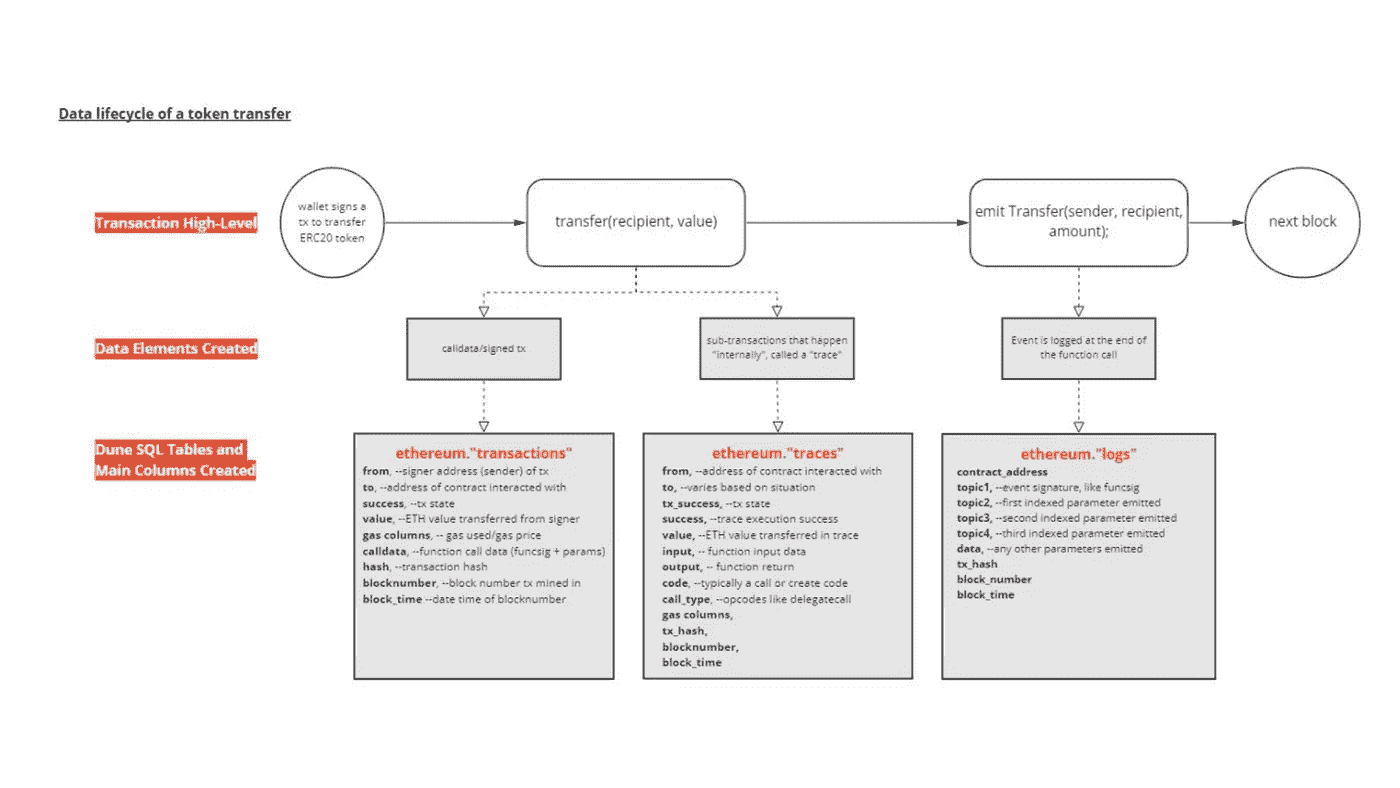 Data lifecycle of a token transfer
Transaction High-Level
wallet signs a
tx to transfer
ERC20 token
transfer(recipient, value)
emit Transfer(sender, recipient,
amount);
next block
Data Elements Created
calldata/signed tx
sub-transactions that happen
"internally", called a "trace"
Event is logged at the end of
the function call
Dune SQL Tables and
Main Columns Created
ethereum."transactions"
from, --signer address (sender) of tx
to, --address of contract interacted with
success, --tx state
value, --ETH value transferred from signer
gas columns, -- gas used/gas price
calldata, --function call data (funcsig + params)
hash, --transaction hash
blocknumber, --block number tx mined in
block_time --date time of blocknumber
ethereum."traces"
from, --address of contract interacted with
to, --varies based on situation
tx_success, --tx state
success, --trace execution success
value, --ETH value transferred in trace
input, -- function input data
output, -- function return
code, --typically a call or create code
call_type, --opcodes like delegatecall
gas columns,
tx_hash,
blocknumber,
block_time
ethereum."logs"
contract_address
topic1, --event signature, like funcsig
topic2, --first indexed parameter emitted
topic3, --second indexed parameter emitted
topic4, --third indexed parameter emitted
data, --any other parameters emitted
tx_hash
block_number
block_time